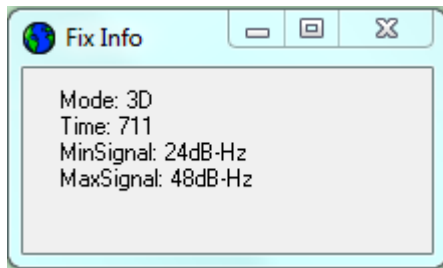 Fix Info
Mode: 3D
Time: 711
MinSignal: 24dB-Hz
MaxSignal: 48dB-Hz